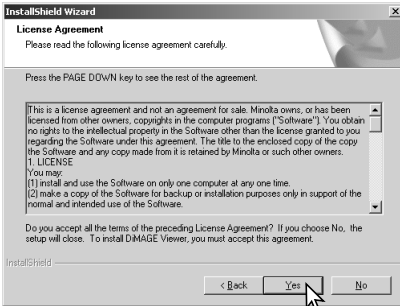 InstallShield Wizard
License Agreement
Please read the following license agreement carefully.
Press the PAGE DOWN key to see the rest of the agreement.
This is a license agreement and not an agreement for sale. Minolta owns, or has been
licensed from other owners, copyrights in the computer programs ("Software"). You obtain
no rights to the intellectual property in the Software other than the license granted to you
regarding the Software under this agreement. The title to the enclosed copy of the copy
the Software and any copy made from it is retained by Minolta or such other owners.
1. LICENSE
You may:
(1) install and use the Software on only one computer at any one time.
(2) make a copy of the Software for backup or installation purposes only in support of the
normal and intended use of the Software.
Do you accept all the terms of the preceding License Agreement? If you choose No, the
setup will close. To install DiMAGE Viewer, you must accept this agreement.
InstallShield
< Back Yes No